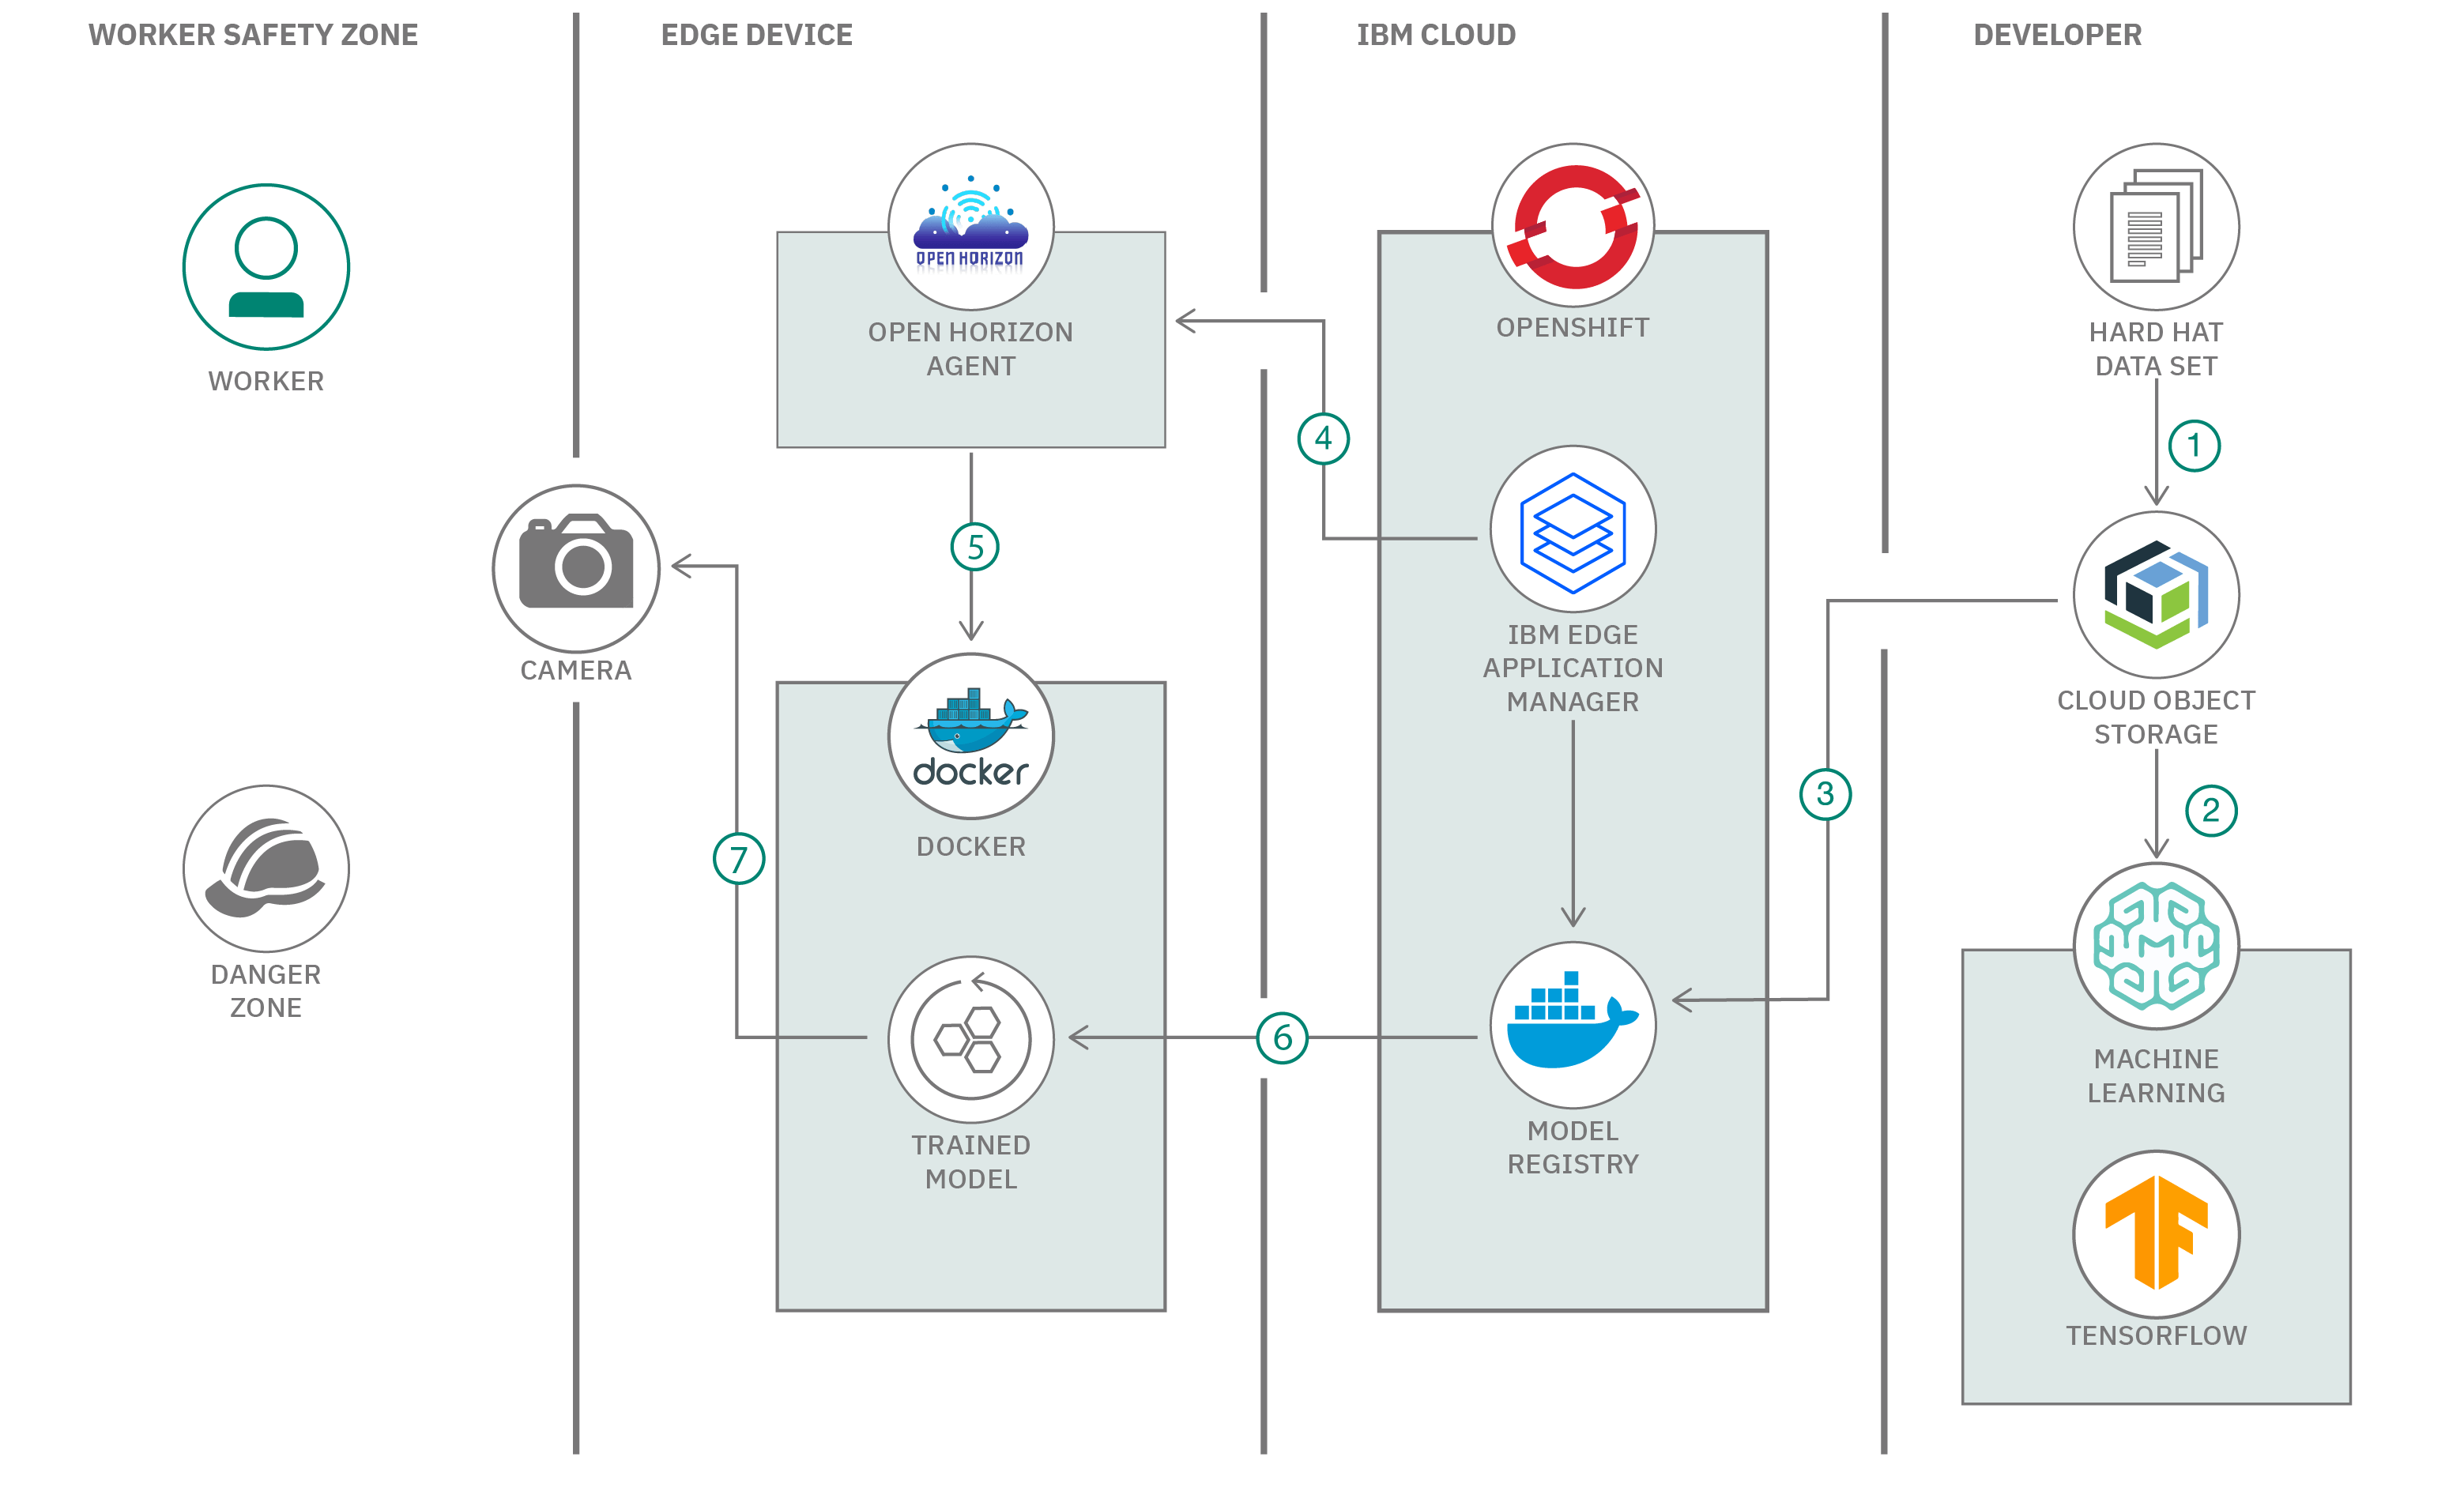 WORKER SAFETY ZONE
EDGE DEVICE
IBM CLOUD
DEVELOPER
WORKER
CAMERA
DANGER
ZONE
OPEN HORIZON
OPEN HORIZON
AGENT
5
docker
DOCKER
7
TRAINED
MODEL
OPENSHIFT
4
IBM EDGE
APPLICATION
MANAGER
6
MODEL
REGISTRY
HARD HAT
DATA SET
1
CLOUD OBJECT
STORAGE
3
2
MACHINE
LEARNING
TENSORFLOW